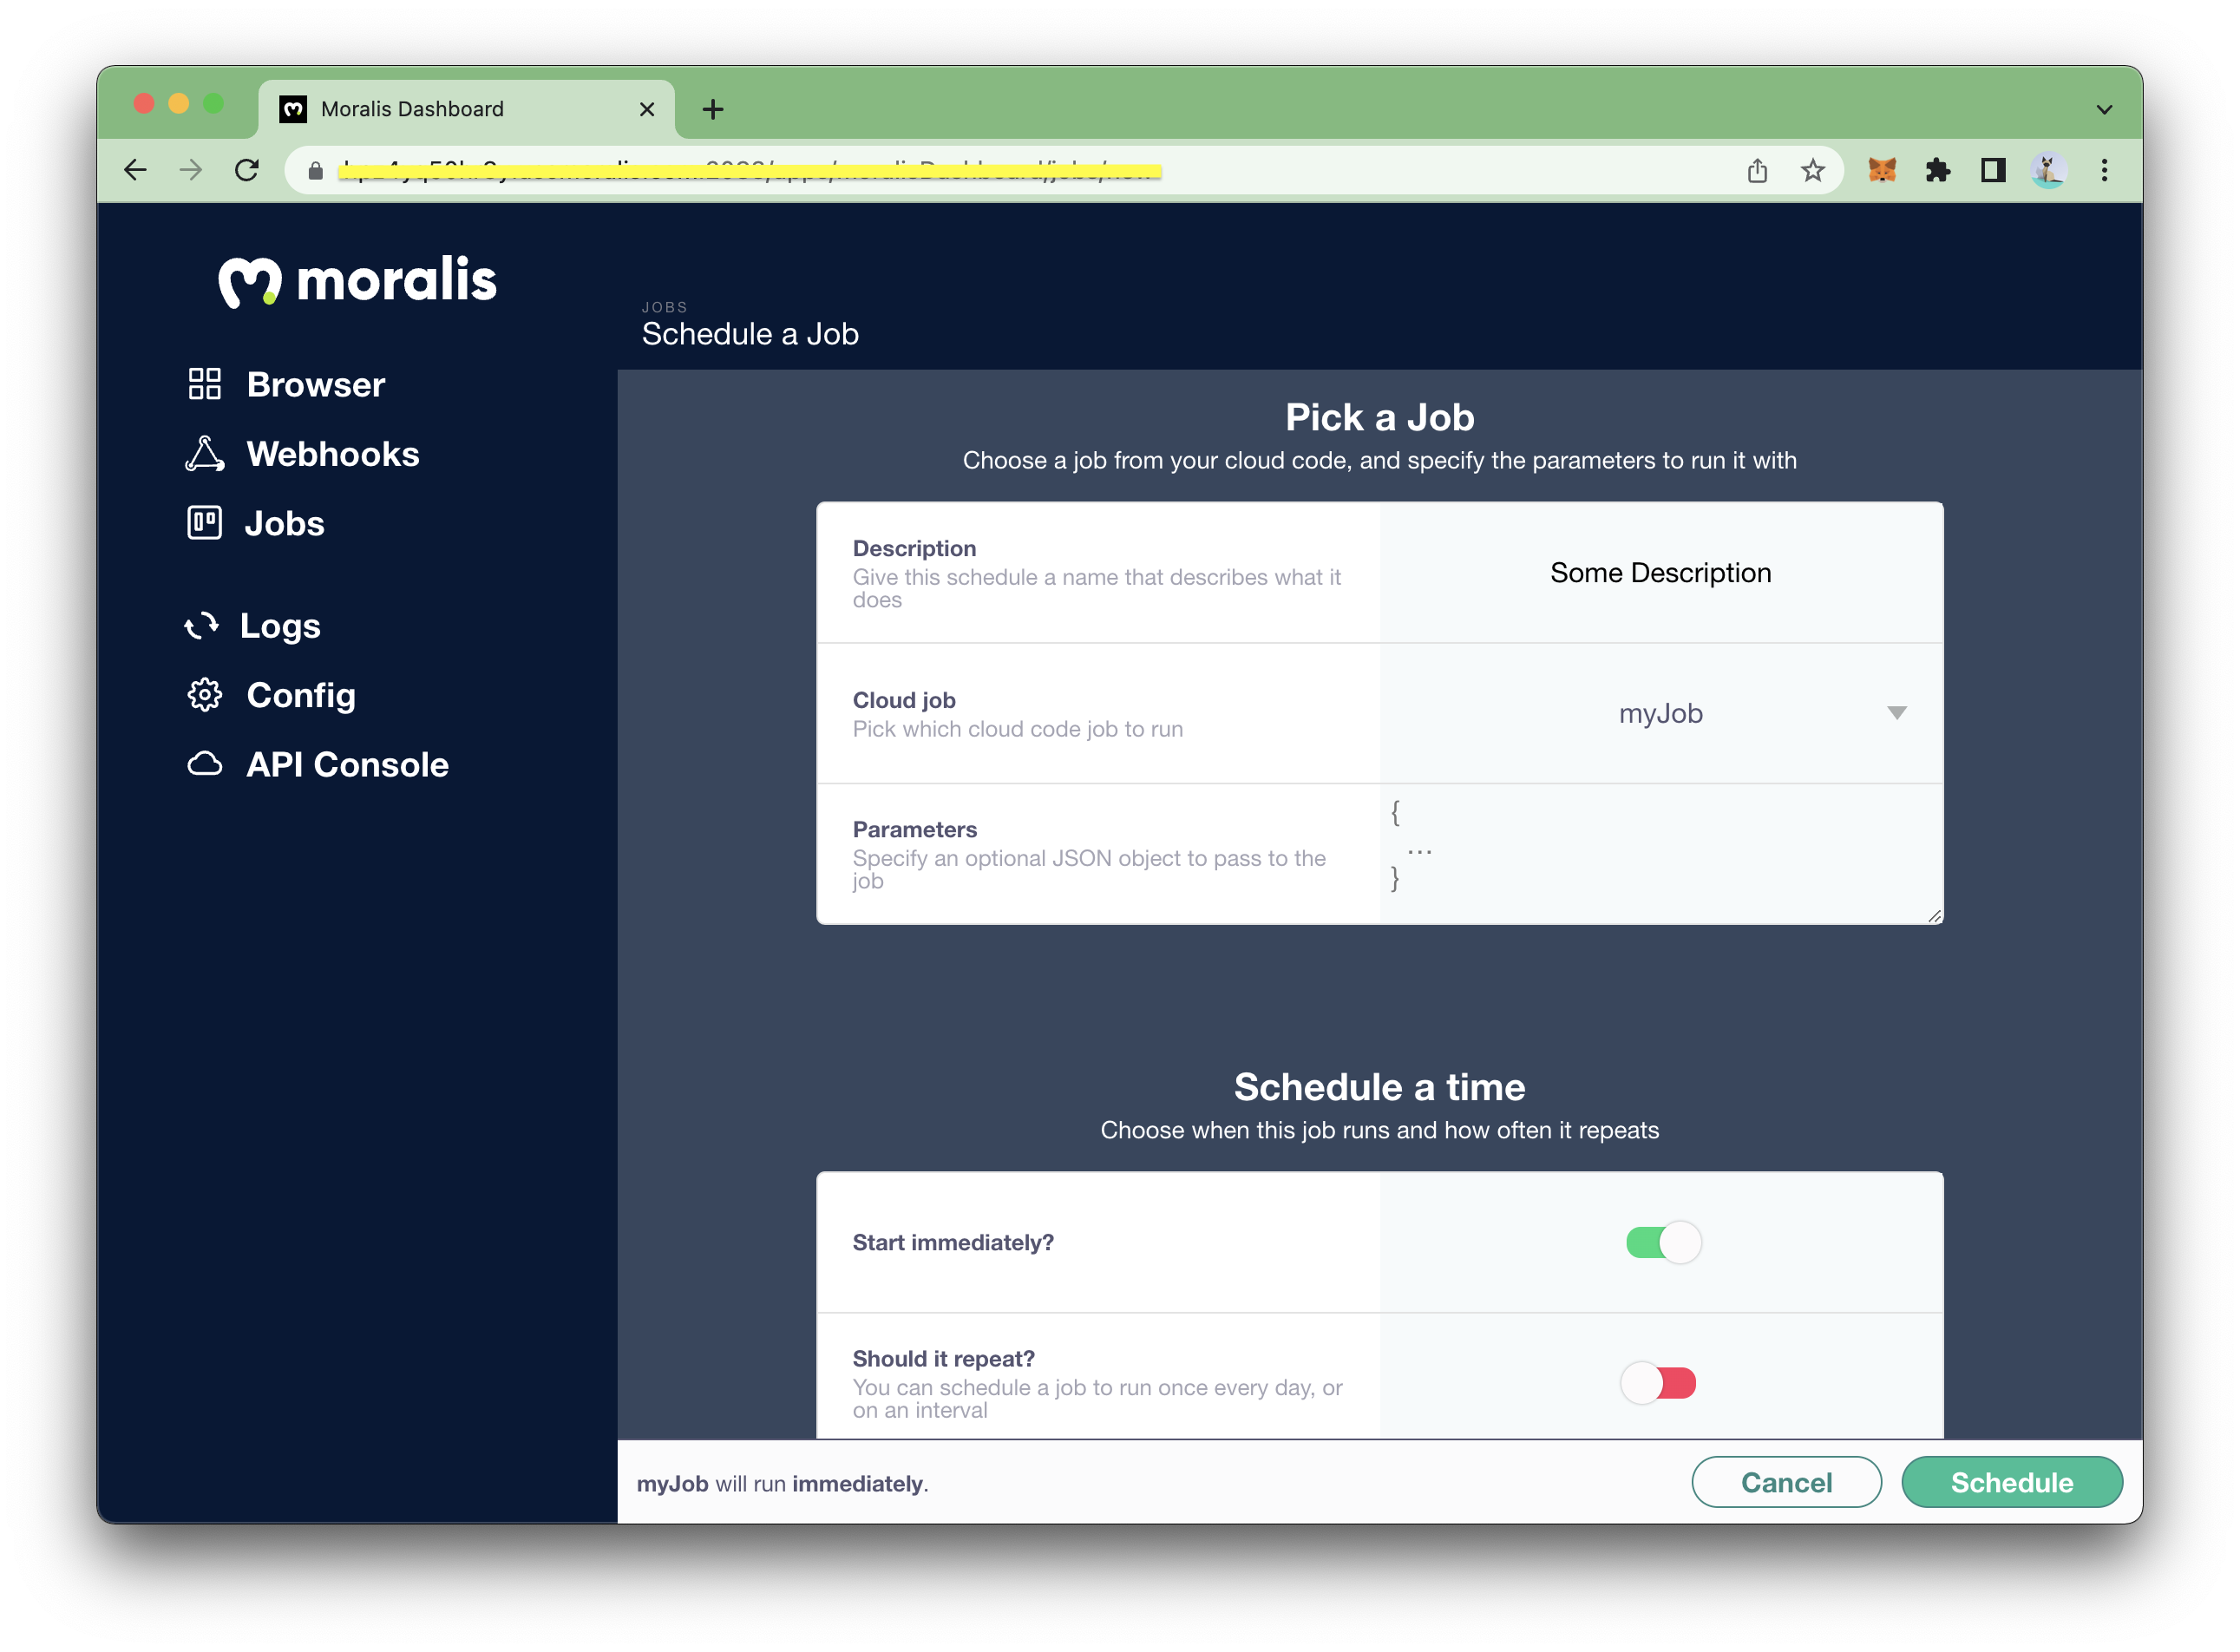 Moralis Dashboard
moralis
Browser
Webhooks
Jobs
Logs
Config
API Console
JOBS
Schedule a Job
Pick a Job
Choose a job from your cloud code, and specify the parameters to run it with
Description
Give this schedule a name that describes what it
does
Some Description
Cloud job
Pick which cloud code job to run
myJob
Parameters
Specify an optional JSON object to pass to the
job
{
...
}
Schedule a time
Choose when this job runs and how often it repeats
Start immediately?
Should it repeat?
You can schedule a job to run once every day, or
on an interval
myJob will run immediately.
Cancel
Schedule